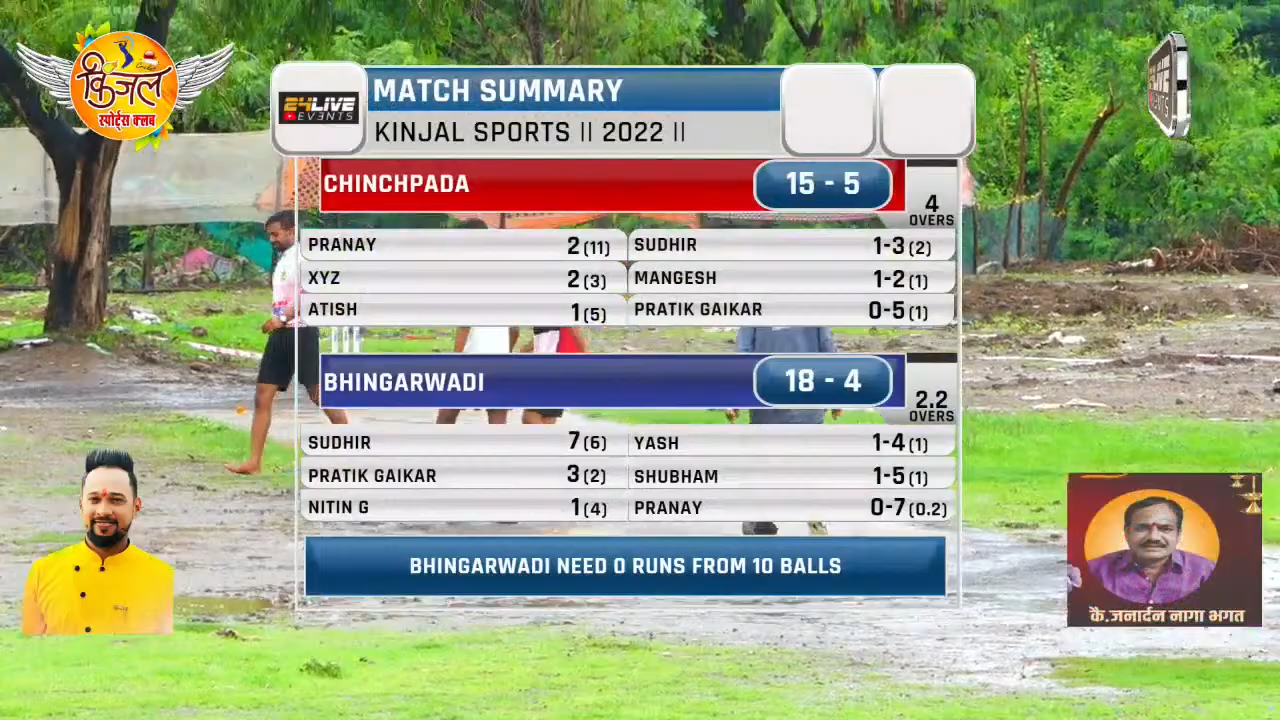 किंजल
स्पोर्ट्स क्लब
24LIVE
EVENTS
MATCH SUMMARY
KINJAL SPORTS || 2022 ||
CHINCHPADA 15 - 5 4 OVERS
PRANAY 2 (11) SUDHIR 1-3 (2)
XYZ 2 (3) MANGESH 1-2 (1)
ATISH 1 (5) PRATIK GAIKAR 0-5 (1)
BHINGARWADI 18 - 4 2.2 OVERS
SUDHIR 7 (6) YASH 1-4 (1)
PRATIK GAIKAR 3 (2) SHUBHAM 1-5 (1)
NITIN G 1 (4) PRANAY 0-7 (0.2)
BHINGARWADI NEED 0 RUNS FROM 10 BALLS
कै.जनार्दन नागा भगत